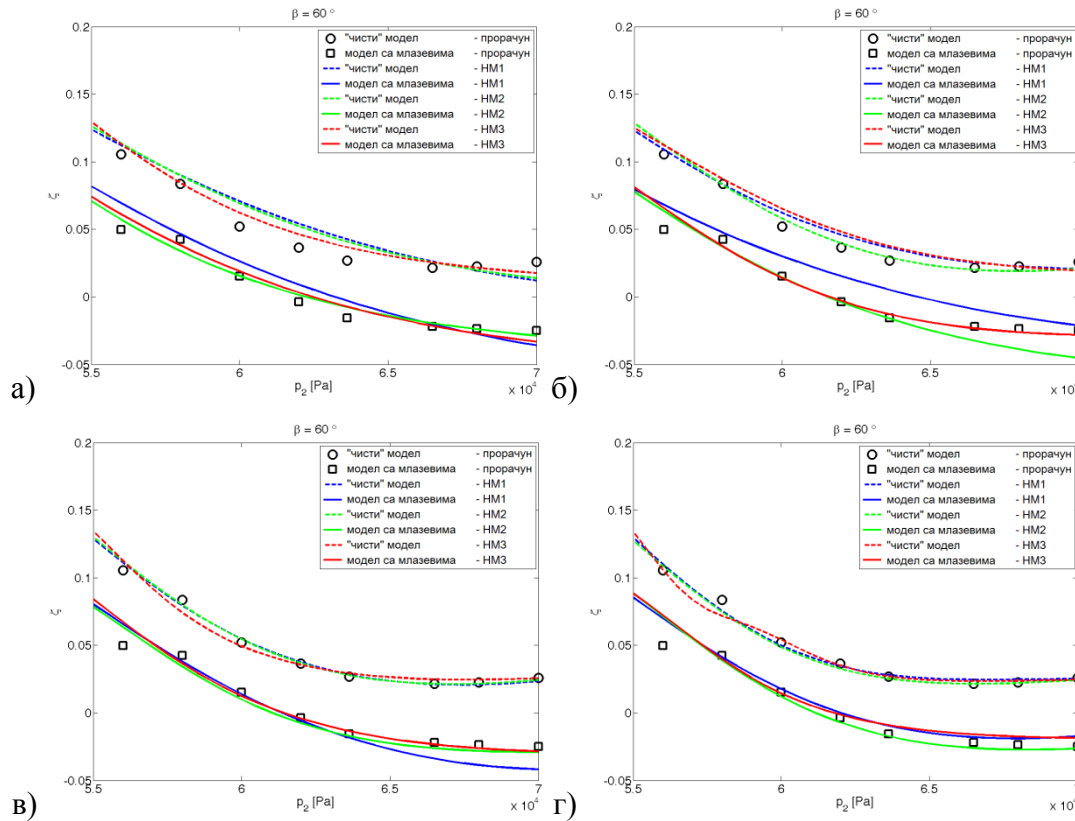 β = 60 °
0.2
0.15
0.1
0.05
0
-0.05
ζ
"чисти" модел - прорачун
модел са млазевима - прорачун
"чисти" модел - НМ1
модел са млазевима - НМ1
"чисти" модел - НМ2
модел са млазевима - НМ2
"чисти" модел - НМ3
модел са млазевима - НМ3
5.5 6 6.5 7
p2 [Pa] x 10^4
а)
β = 60 °
0.2
0.15
0.1
0.05
0
-0.05
ζ
"чисти" модел - прорачун
модел са млазевима - прорачун
"чисти" модел - НМ1
модел са млазевима - НМ1
"чисти" модел - НМ2
модел са млазевима - НМ2
"чисти" модел - НМ3
модел са млазевима - НМ3
5.5 6 6.5 7
p2 [Pa] x 10^4
б)
β = 60 °
0.2
0.15
0.1
0.05
0
-0.05
ζ
"чисти" модел - прорачун
модел са млазевима - прорачун
"чисти" модел - НМ1
модел са млазевима - НМ1
"чисти" модел - НМ2
модел са млазевима - НМ2
"чисти" модел - НМ3
модел са млазевима - НМ3
5.5 6 6.5 7
p2 [Pa] x 10^4
в)
β = 60 °
0.2
0.15
0.1
0.05
0
-0.05
ζ
"чисти" модел - прорачун
модел са млазевима - прорачун
"чисти" модел - НМ1
модел са млазевима - НМ1
"чисти" модел - НМ2
модел са млазевима - НМ2
"чисти" модел - НМ3
модел са млазевима - НМ3
5.5 6 6.5 7
p2 [Pa] x 10^4
г)